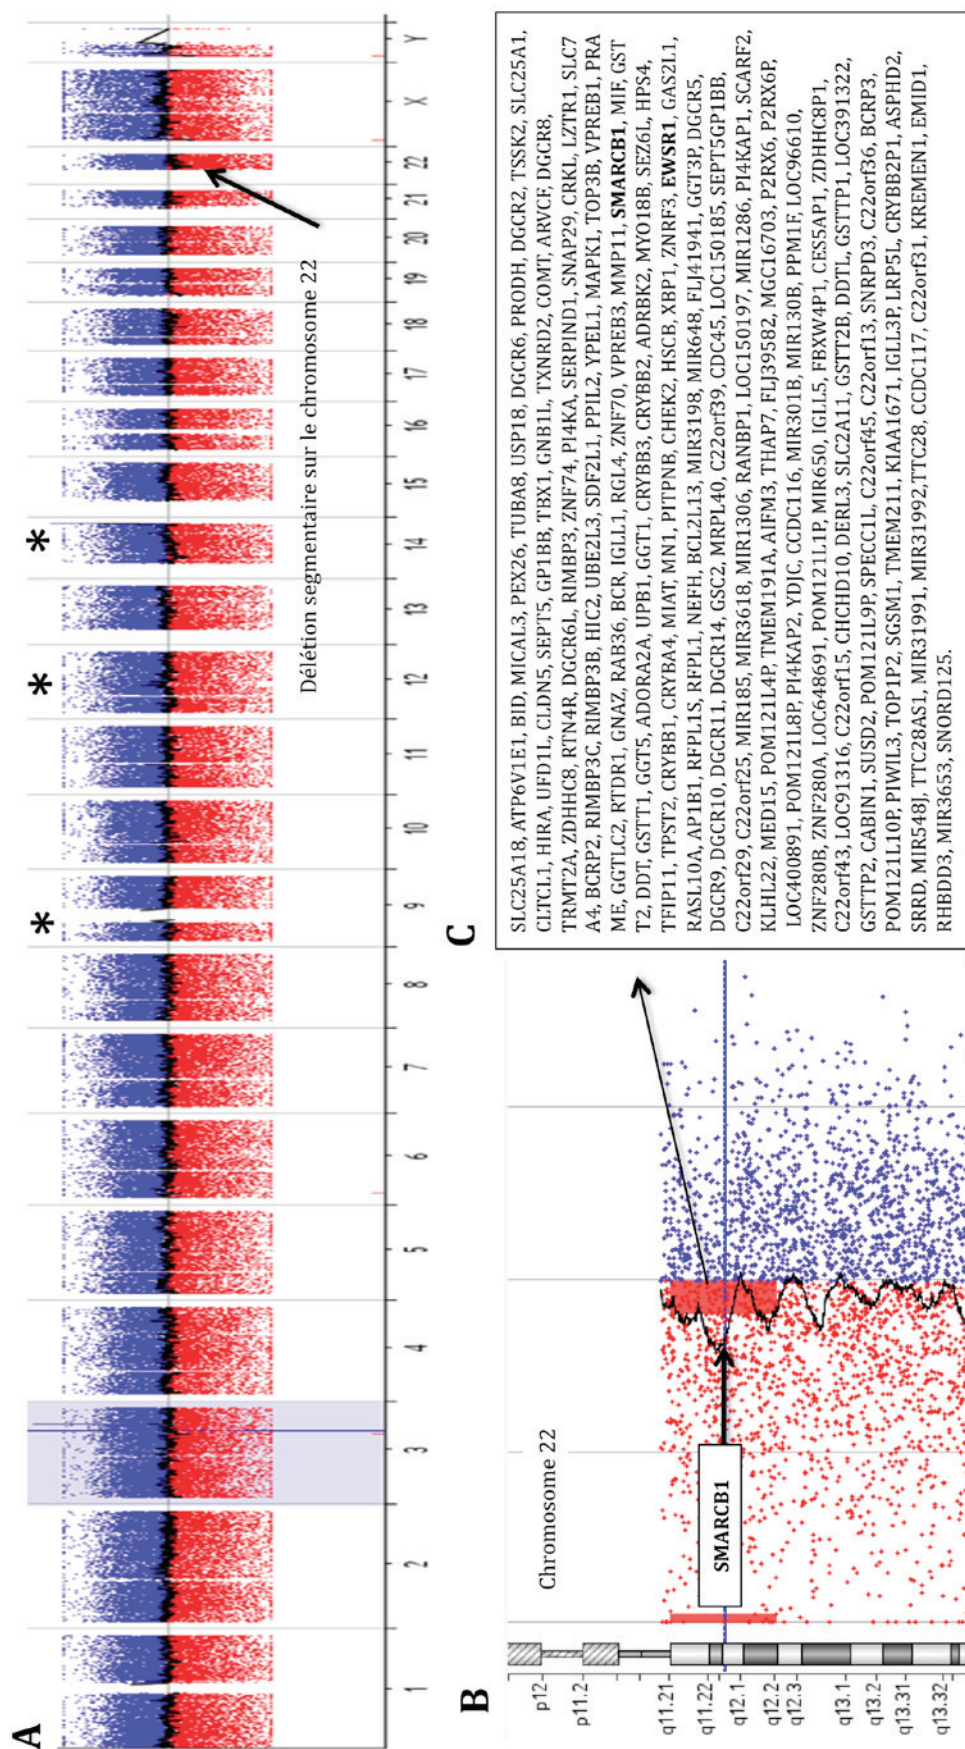 A
1
2
3
4
5
6
7
8
9
10
11
12
13
14
15
16
17
18
19
20
21
22
X
Y
*
*
*
Délétion segmentaire sur le chromosome 22
B
Chromosome 22
SMARCB1
p12
p11.2
q11.21
q11.22
q12.1
q12.2
q12.3
q13.1
q13.2
q13.31
q13.32
C
SLC25A18, ATP6V1E1, BID, MICAL3, PEX26, TUBA8, USP18, DGCR6, PRODH, DGCR2, TSSK2, SLC25A1,
CLTCL1, HIRA, UFD1L, CLDN5, SEPT5, GP1BB, TBX1, GNB1L, TXNRD2, COMT, ARVCF, DGCR8,
TRMT2A, ZDHHC8, RTN4R, DGCR6L, RIMBP3, ZNF74, PI4KA, SERPIND1, SNAP29, CRKL, LZTR1, SLC7
A4, BCRP2, RIMBP3C, RIMBP3B, HIC2, UBE2L3, SDF2L1, PPIL2, YPEL1, MAPK1, TOP3B, VPREB1, PRA
ME, GGTLC2, RTDR1, GNAZ, RAB36, BCR, IGLL1, RGL4, ZNF70, VPREB3, MMP11, SMARCB1, MIF, GST
T2, DDT, GSTT1, GGT5, ADORA2A, UPB1, GGT1, CRYBB3, CRYBB2, ADRBK2, MYO18B, SEZ6L, HPS4,
TFIP11, TPST2, CRYBB1, CRYBA4, MIAT, MN1, PITPNB, CHEK2, HSCB, XBP1, ZNRF3, EWSR1, GAS2L1,
RASL10A, AP1B1, RFPL1S, RFPL1, NEFH, BCL2L13, MIR3198, MIR648, FLJ41941, GGT3P, DGCR5,
DGCR9, DGCR10, DGCR11, DGCR14, GSC2, MRPL40, C22orf39, CDC45, LOC150185, SEPT5GP1BB,
C22orf29, C22orf25, MIR185, MIR3618, MIR1306, RANBP1, LOC150197, MIR1286, PI4KAP1, SCARF2,
KLHL22, MED15, POM121L4P, TMEM191A, AIFM3, THAP7, FLJ39582, MGC16703, P2RX6, P2RX6P,
LOC400891, POM121L8P, PI4KAP2, YDJC, CCDC116, MIR301B, MIR130B, PPM1F, LOC96610,
ZNF280B, ZNF280A, LOC648691, POM121L1P, MIR650, IGLL5, FBXW4P1, CES5AP1, ZIDHHC8P1,
C22orf43, LOC91316, C22orf15, CHCHD10, DERL3, SLC2A11, GSTT2B, DDTL, GSTTP1, LOC391322,
GSTTP2, CABIN1, SUSD2, POM121L9P, SPECC1L, C22orf45, C22orf13, SNRPD3, C22orf36, BCRP3,
POM121L10P, PIWIL3, TOP1P2, SGSM1, TMEM211, KIAA1671, IGLL3P, LRP5L, CRYBB2P1, ASPHD2,
SRRD, MIR548J, TTC28AS1, MIR31991, MIR31992,TTC28, CCDC117, C22orf31, KREMEN1, EMID1,
RHBDD3, MIR3653, SNORD125.